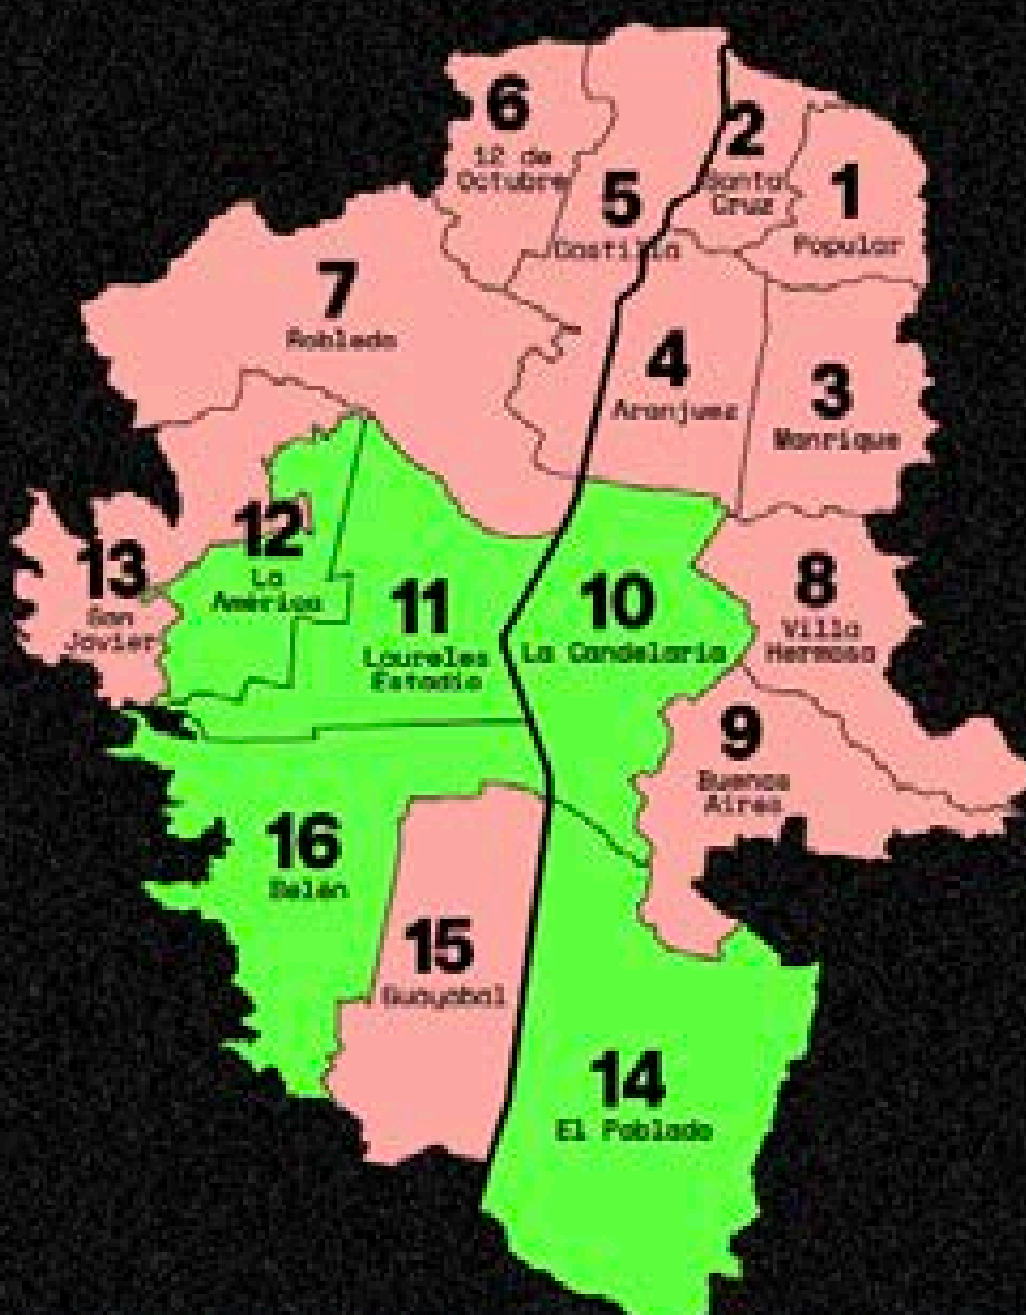 6
12 de
Octubre
5
Castilla
2
Santa
Cruz
1
Popular
7
Robledo
4
Aranjuez
3
Manrique
13
San
Javier
12
La
América
11
Laureles
Estadio
10
La Candelaria
8
Villa
Hermosa
9
Buenos
Aires
16
Belén
15
Guayabal
14
El Poblado